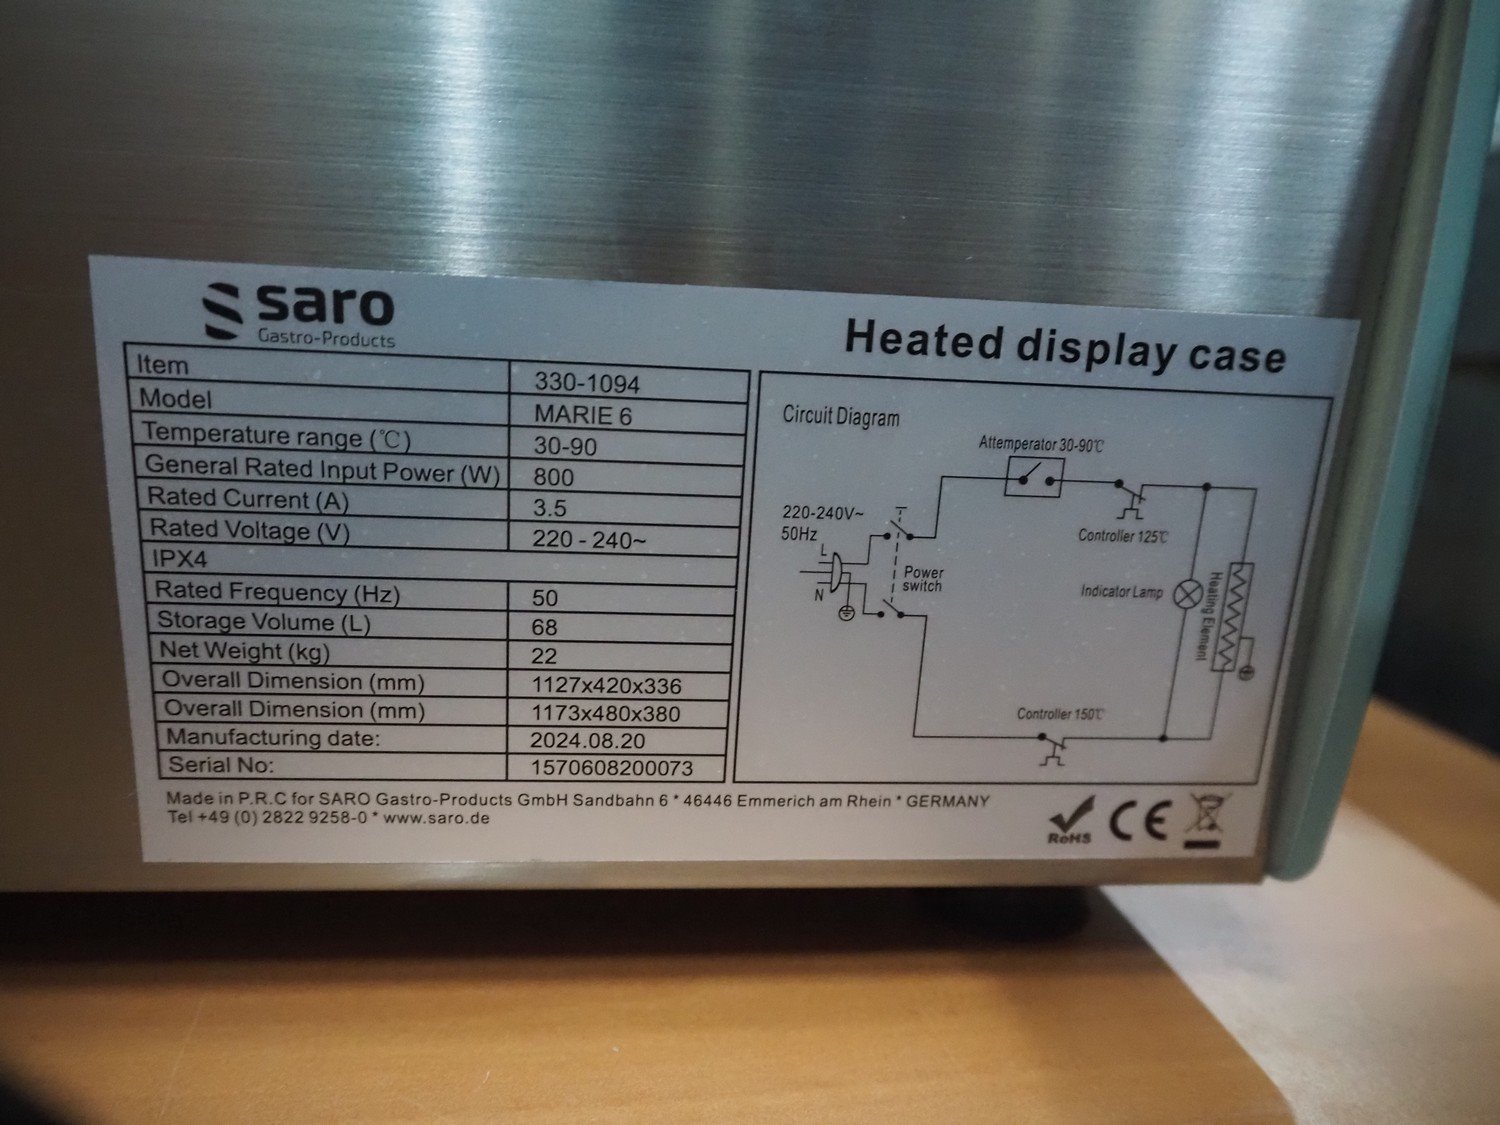 saro
Gastro-Products
Heated display case
Item 330-1094
Model MARIE 6
Temperature range (℃) 30-90
General Rated Input Power (W) 800
Rated Current (A) 3.5
Rated Voltage (V) 220 - 240~
IPX4
Rated Frequency (Hz) 50
Storage Volume (L) 68
Net Weight (kg) 22
Overall Dimension (mm) 1127x420x336
Overall Dimension (mm) 1173x480x380
Manufacturing date: 2024.08.20
Serial No: 1570608200073
Circuit Diagram
Attemperator 30-90℃
220-240V~
50Hz
L
N
Power
switch
Controller 125℃
Indicator Lamp
Heating Element
Controller 150℃
Made in P.R.C for SARO Gastro-Products GmbH Sandbahn 6 * 46446 Emmerich am Rhein * GERMANY
Tel +49 (0) 2822 9258-0 * www.saro.de
RoHS
CE